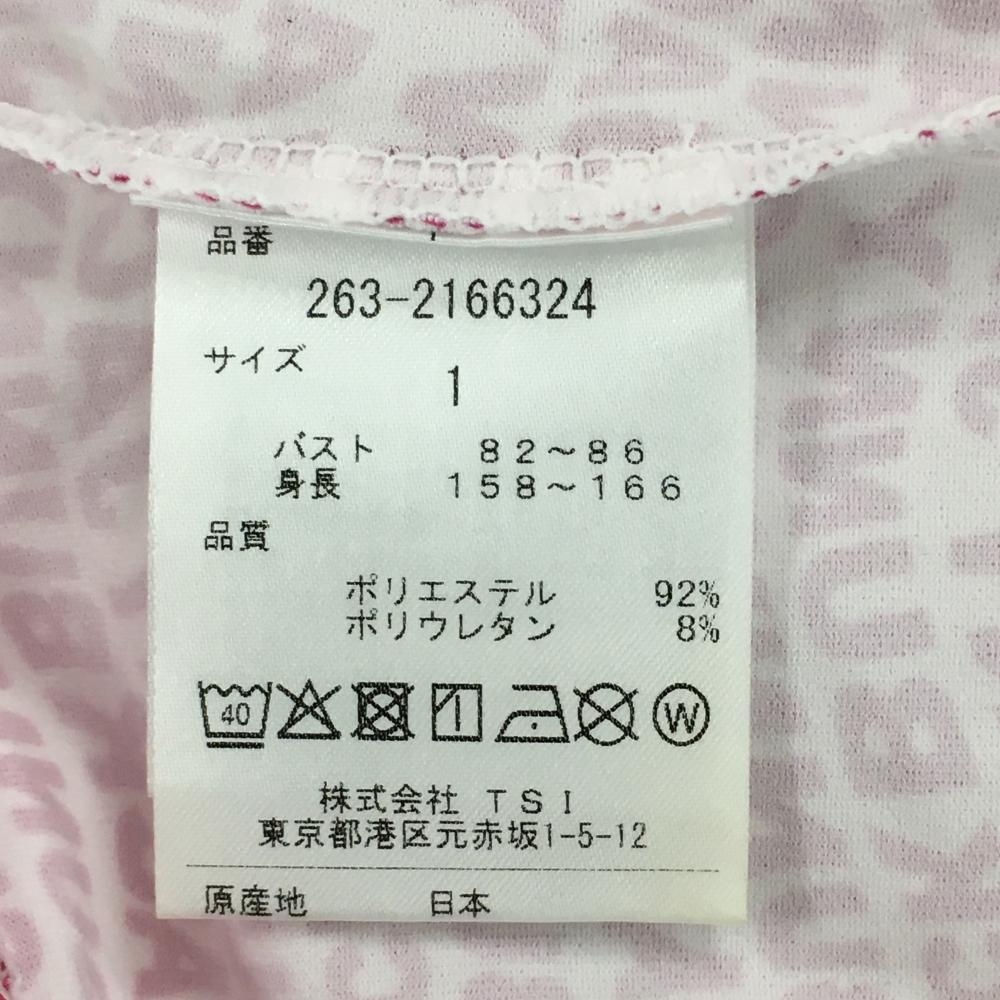 品番
263-2166324
サイズ
1
バスト 82～86
身長 158～166
品質
ポリエステル 92%
ポリウレタン 8%
40 W
株式会社 TSI
東京都港区元赤坂1-5-12
原産地 日本